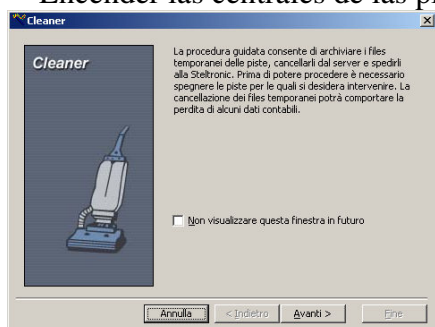 Encender las centrales de las
Cleaner
Cleaner
La procedura guidata consente di archiviare i files
temporanei delle piste, cancellarli dal server e spedirli
alla Steltronic. Prima di potere procedere è necessario
spegnere le piste per le quali si desidera intervenire. La
cancellazione dei files temporanei potrà comportare la
perdita di alcuni dati contabili.
Non visualizzare questa finestra in futuro
Annulla < Indietro Avanti > Fine